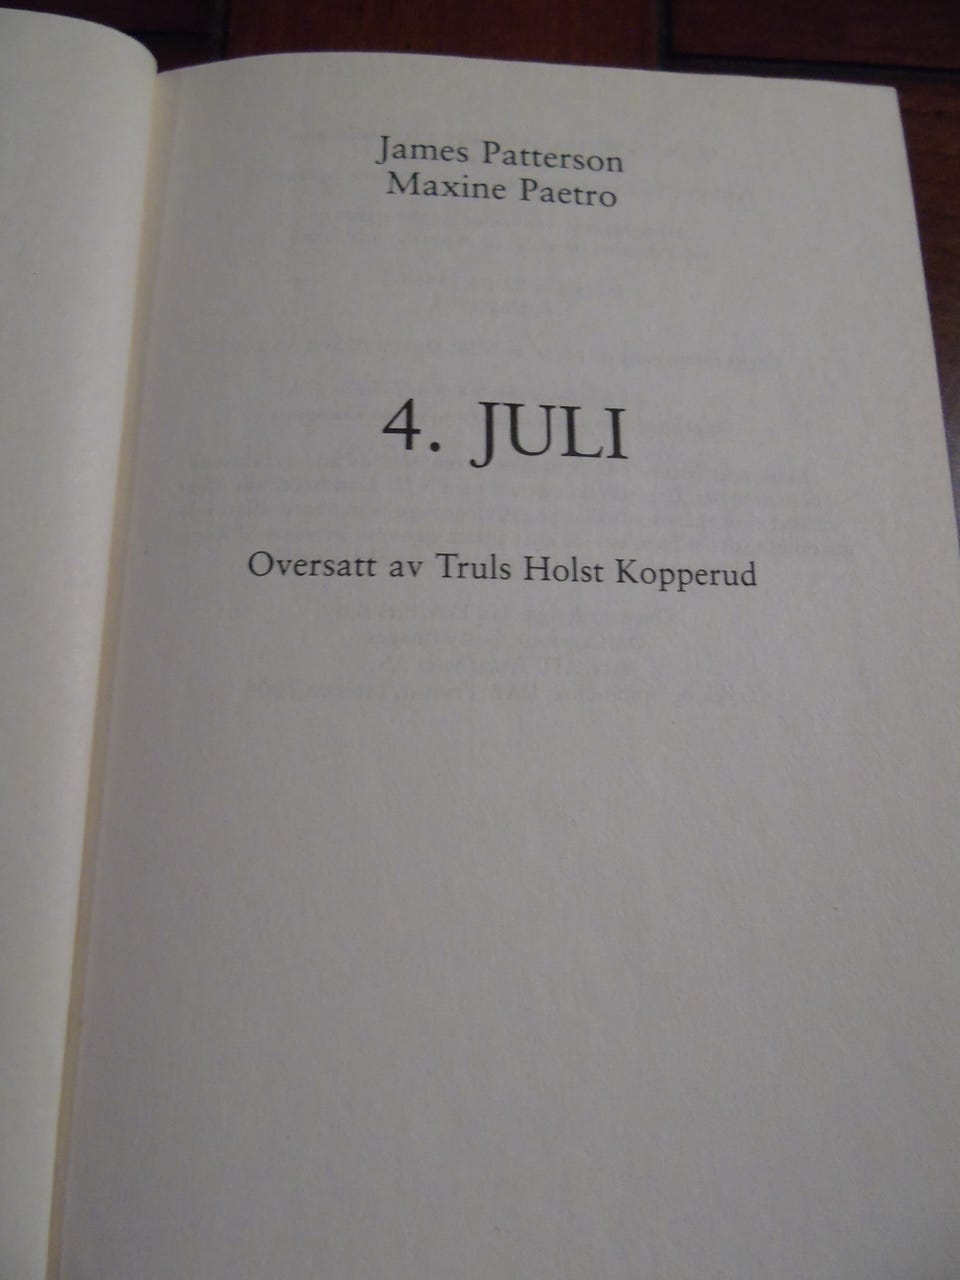 James Patterson
Maxine Paetro
4. JULI
Oversatt av Truls Holst Kopperud